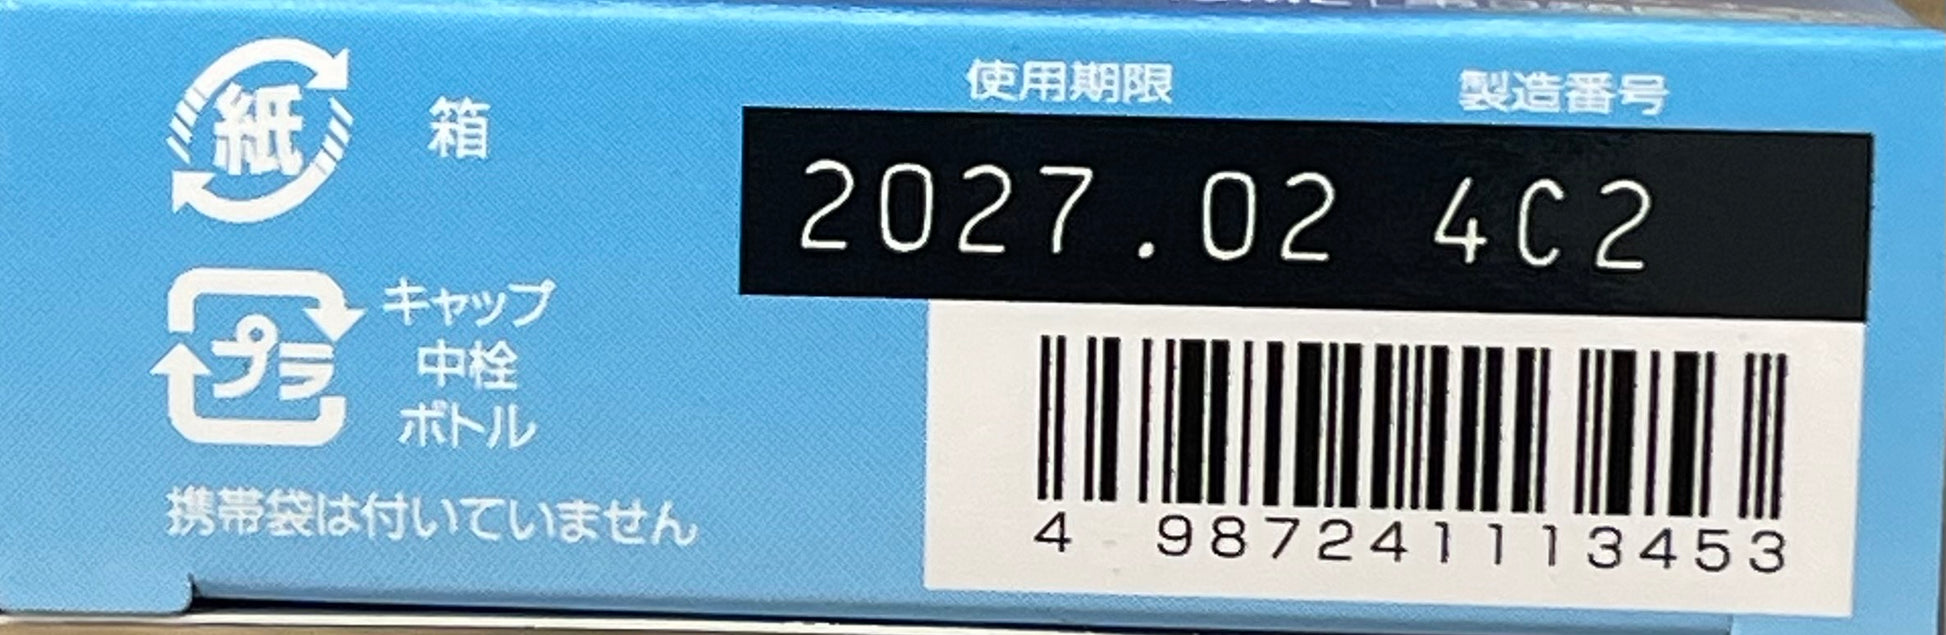 紙 箱
プラ
キャップ
中栓
ボトル
携帯袋は付いていません
使用期限 製造番号
2027.02 4C2
4 987241113453